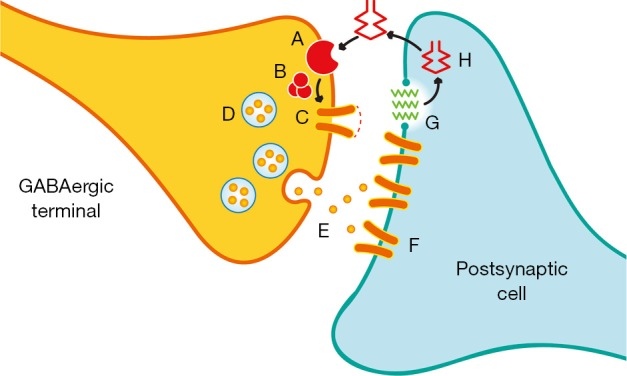 A
B
H
D
C
G
GABAergic
terminal
E
F
Postsynaptic
cell